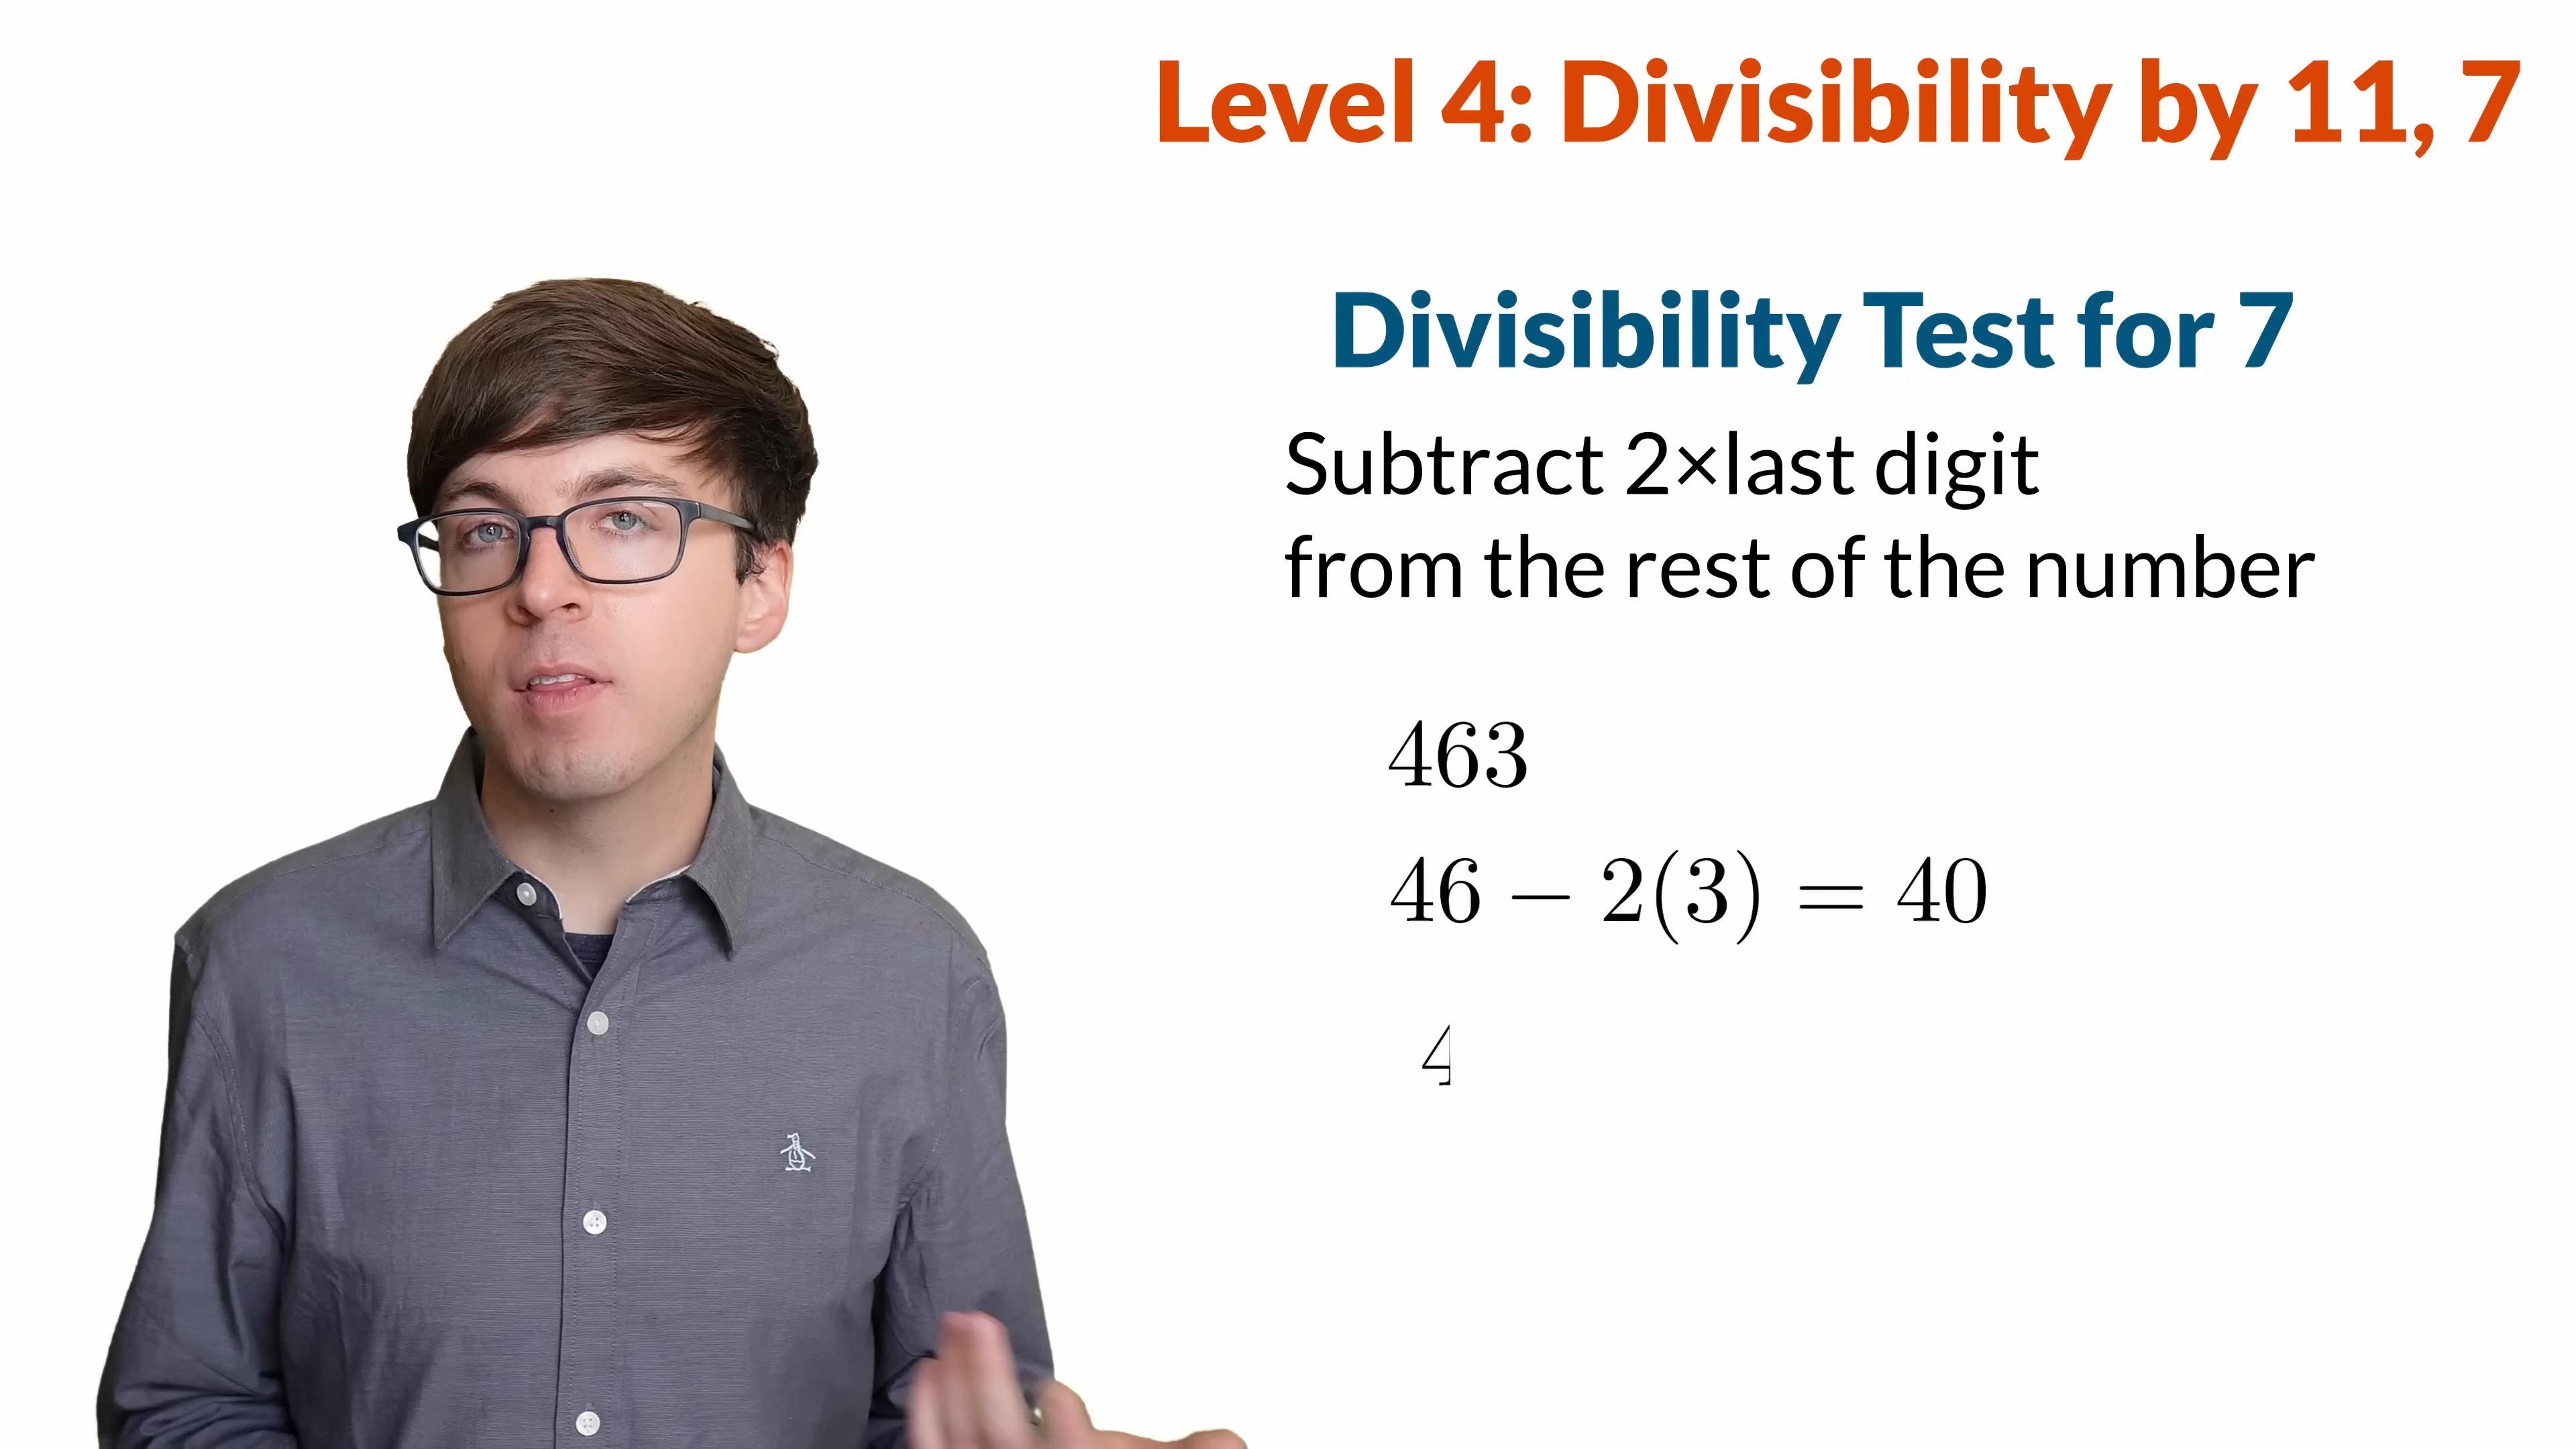 Level 4: Divisibility by 11, 7
Divisibility Test for 7
Subtract 2×last digit
from the rest of the number
463
46 − 2(3) = 40
4